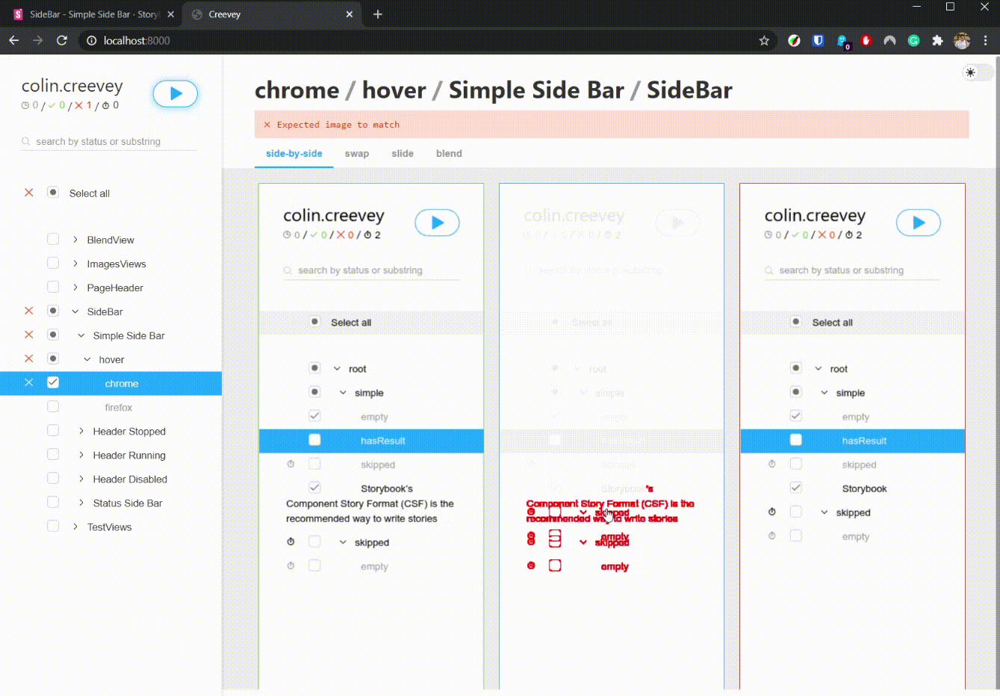 SideBar - Simple Side Bar · Story
Creevey
localhost:8000
0
colin.creevey
0 / 0 / 1 / 0
search by status or substring
Select all
BlendView
ImagesViews
PageHeader
SideBar
Simple Side Bar
hover
chrome
firefox
Header Stopped
Header Running
Header Disabled
Status Side Bar
TestViews
chrome / hover / Simple Side Bar / SideBar
Expected image to match
side-by-side swap slide blend
colin.creevey
0 / 0 / 0 / 2
search by status or substring
Select all
root
simple
empty
hasResult
skipped
Storybook's
Component Story Format (CSF) is the
recommended way to write stories
skipped
empty
colin.creevey
0 / 0 / 0 / 2
search by status or substring
Select all
root
simple
empty
skipped
Storybook's
Component Story Format (CSF) is the
skipped
recommended way to write stories
empty
skipped
empty
colin.creevey
0 / 0 / 0 / 2
search by status or substring
Select all
root
simple
empty
hasResult
skipped
Storybook
skipped
empty